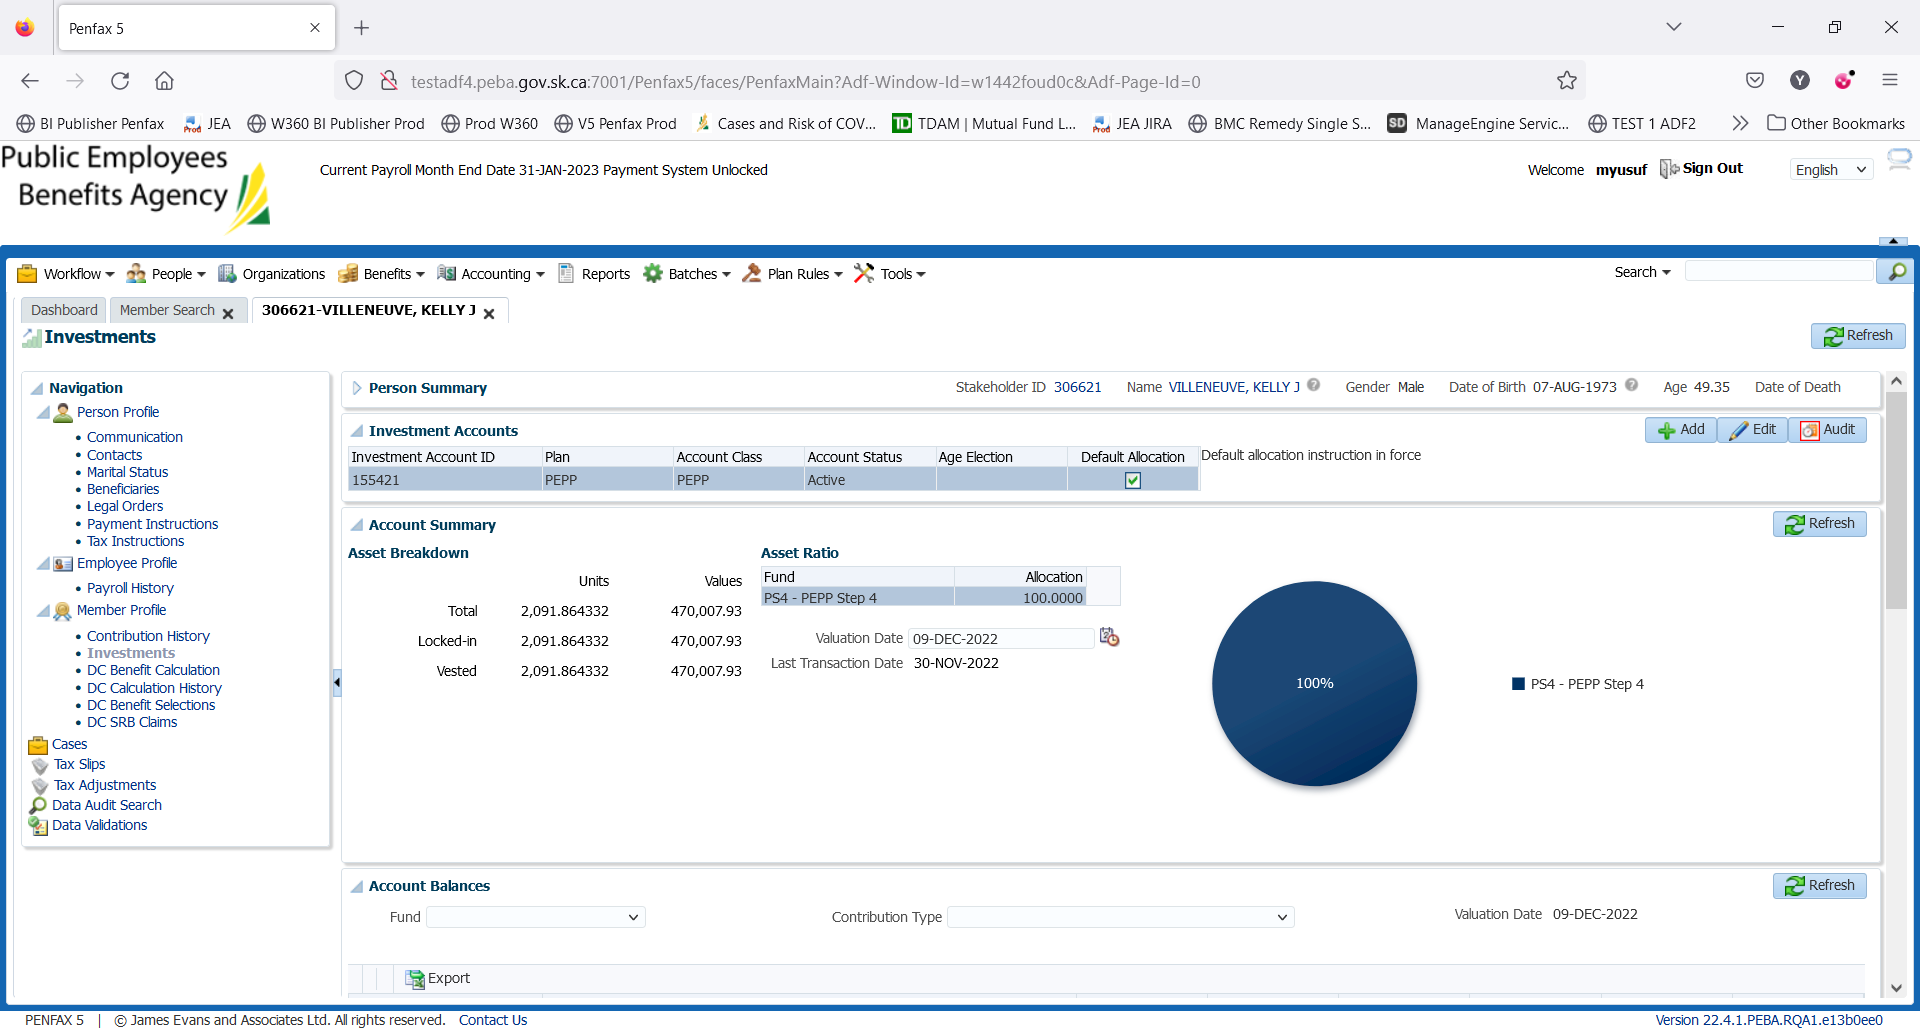 Penfax 5
testadf4.peba.gov.sk.ca:7001/Penfax5/faces/PenfaxMain?Adf-Window-Id=w1442foud0c&Adf-Page-Id=0
Y
BI Publisher Penfax JEA W360 BI Publisher Prod Prod W360 V5 Penfax Prod Cases and Risk of COV... TDAM | Mutual Fund L... JEA JIRA BMC Remedy Single S... ManageEngine Servic... TEST 1 ADF2 Other Bookmarks
Public Employees
Benefits Agency
Current Payroll Month End Date 31-JAN-2023 Payment System Unlocked
Welcome myusuf Sign Out English
Workflow People Organizations Benefits Accounting Reports Batches Plan Rules Tools Search
Dashboard Member Search 306621-VILLENEUVE, KELLY J
Investments Refresh
Navigation
Person Profile
Communication
Contacts
Marital Status
Beneficiaries
Legal Orders
Payment Instructions
Tax Instructions
Employee Profile
Payroll History
Member Profile
Contribution History
Investments
DC Benefit Calculation
DC Calculation History
DC Benefit Selections
DC SRB Claims
Cases
Tax Slips
Tax Adjustments
Data Audit Search
Data Validations
Person Summary Stakeholder ID 306621 Name VILLENEUVE, KELLY J Gender Male Date of Birth 07-AUG-1973 Age 49.35 Date of Death
Investment Accounts Add Edit Audit
Investment Account ID Plan Account Class Account Status Age Election Default Allocation Default allocation instruction in force
155421 PEPP PEPP Active
Account Summary Refresh
Asset Breakdown
Units Values
Total 2,091.864332 470,007.93
Locked-in 2,091.864332 470,007.93
Vested 2,091.864332 470,007.93
Asset Ratio
Fund Allocation
PS4 - PEPP Step 4 100.0000
Valuation Date 09-DEC-2022
Last Transaction Date 30-NOV-2022
100%
PS4 - PEPP Step 4
Account Balances Refresh
Fund Contribution Type Valuation Date 09-DEC-2022
Export
PENFAX 5 | © James Evans and Associates Ltd. All rights reserved. Contact Us Version 22.4.1.PEBA.RQA1.e13b0ee0